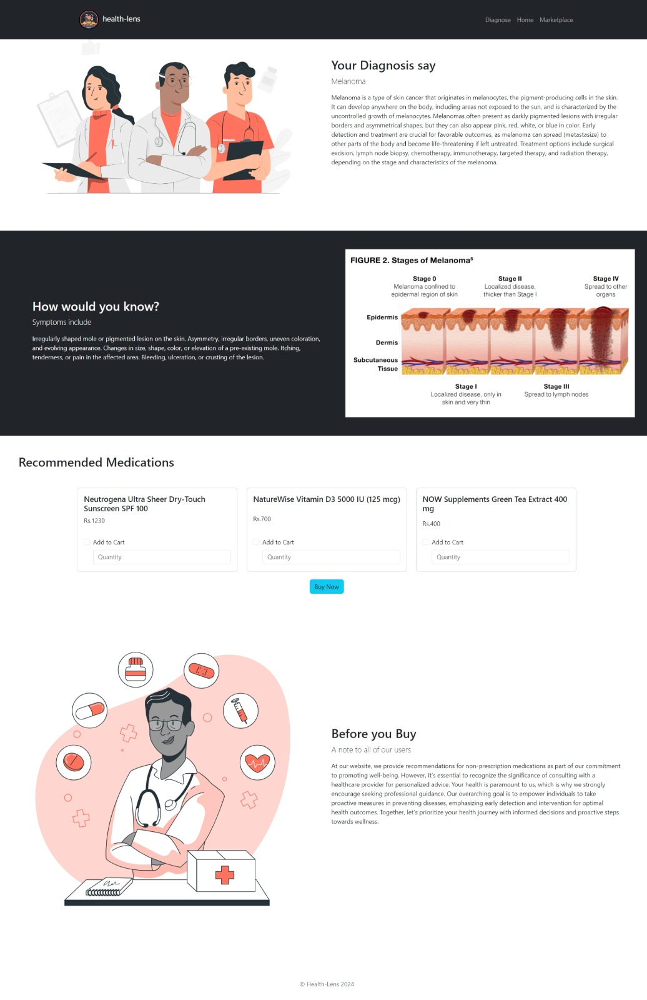 health-lens
Diagnose Home Marketplace
Your Diagnosis say
Melanoma
Melanoma is a type of skin cancer that originates in melanocytes, the pigment-producing cells in the skin.
It can develop anywhere on the body, including areas not exposed to the sun, and is characterized by the
uncontrolled growth of melanocytes. Melanomas often present as darkly pigmented lesions with irregular
borders and asymmetrical shapes, but they can also appear pink, red, white, or blue in color. Early
detection and treatment are crucial for favorable outcomes, as melanoma can spread (metastasize) to
other parts of the body and become life-threatening if left untreated. Treatment options include surgical
excision, lymph node biopsy, chemotherapy, immunotherapy, targeted therapy, and radiation therapy,
depending on the stage and characteristics of the melanoma.
How would you know?
Symptoms include
Irregularly shaped mole or pigmented lesion on the skin. Asymmetry, irregular borders, uneven coloration,
and evolving appearance. Changes in size, shape, color, or elevation of a pre-existing mole. Itching,
tenderness, or pain in the affected area. Bleeding, ulceration, or crusting of the lesion.
FIGURE 2. Stages of Melanoma⁵
Stage 0
Melanoma confined to
epidermal region of skin
Stage II
Localized disease,
thicker than Stage I
Stage IV
Spread to other
organs
Epidermis
Dermis
Subcutaneous
Tissue
Stage I
Localized disease, only in
skin and very thin
Stage III
Spread to lymph nodes
Recommended Medications
Neutrogena Ultra Sheer Dry-Touch
Sunscreen SPF 100
Rs.1230
Add to Cart
Quantity
NatureWise Vitamin D3 5000 IU (125 mcg)
Rs.700
Add to Cart
Quantity
NOW Supplements Green Tea Extract 400
mg
Rs.400
Add to Cart
Quantity
Buy Now
Before you Buy
A note to all of our users
At our website, we provide recommendations for non-prescription medications as part of our commitment
to promoting well-being. However, it's essential to recognize the significance of consulting with a
healthcare provider for personalized advice. Your health is paramount to us, which is why we strongly
encourage seeking professional guidance. Our overarching goal is to empower individuals to take
proactive measures in preventing diseases, emphasizing early detection and intervention for optimal
health outcomes. Together, let's prioritize your health journey with informed decisions and proactive steps
towards wellness.
© Health-Lens 2024